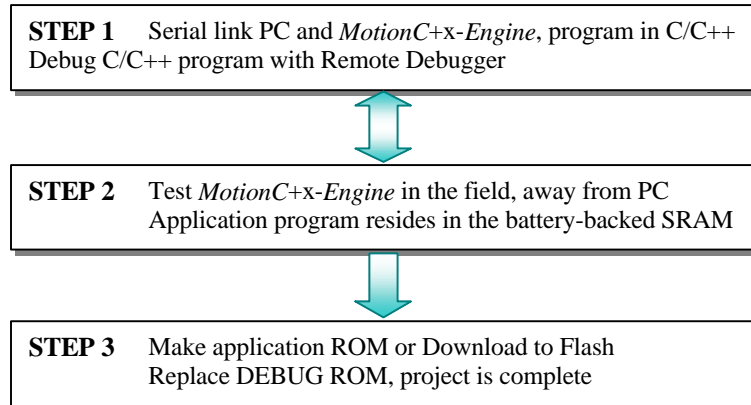 STEP 1 Serial link PC and MotionC+x-Engine, program in C/C++
Debug C/C++ program with Remote Debugger
STEP 2 Test MotionC+x-Engine in the field, away from PC
Application program resides in the battery-backed SRAM
STEP 3 Make application ROM or Download to Flash
Replace DEBUG ROM, project is complete